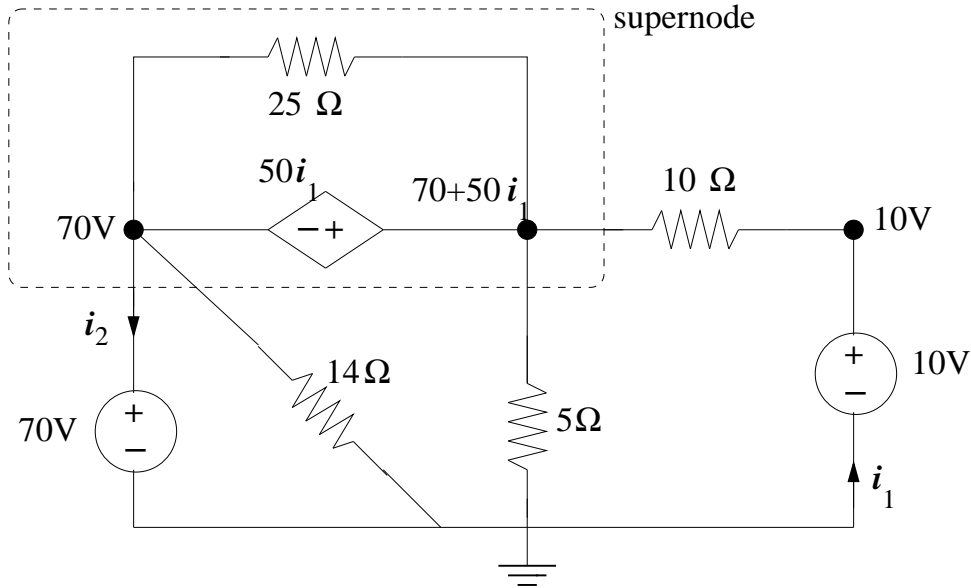 supernode
25 Ω
50i₁
70+50i₁
10 Ω
70V
− +
10V
i₂
14Ω
+
−
10V
70V
+
−
5Ω
i₁